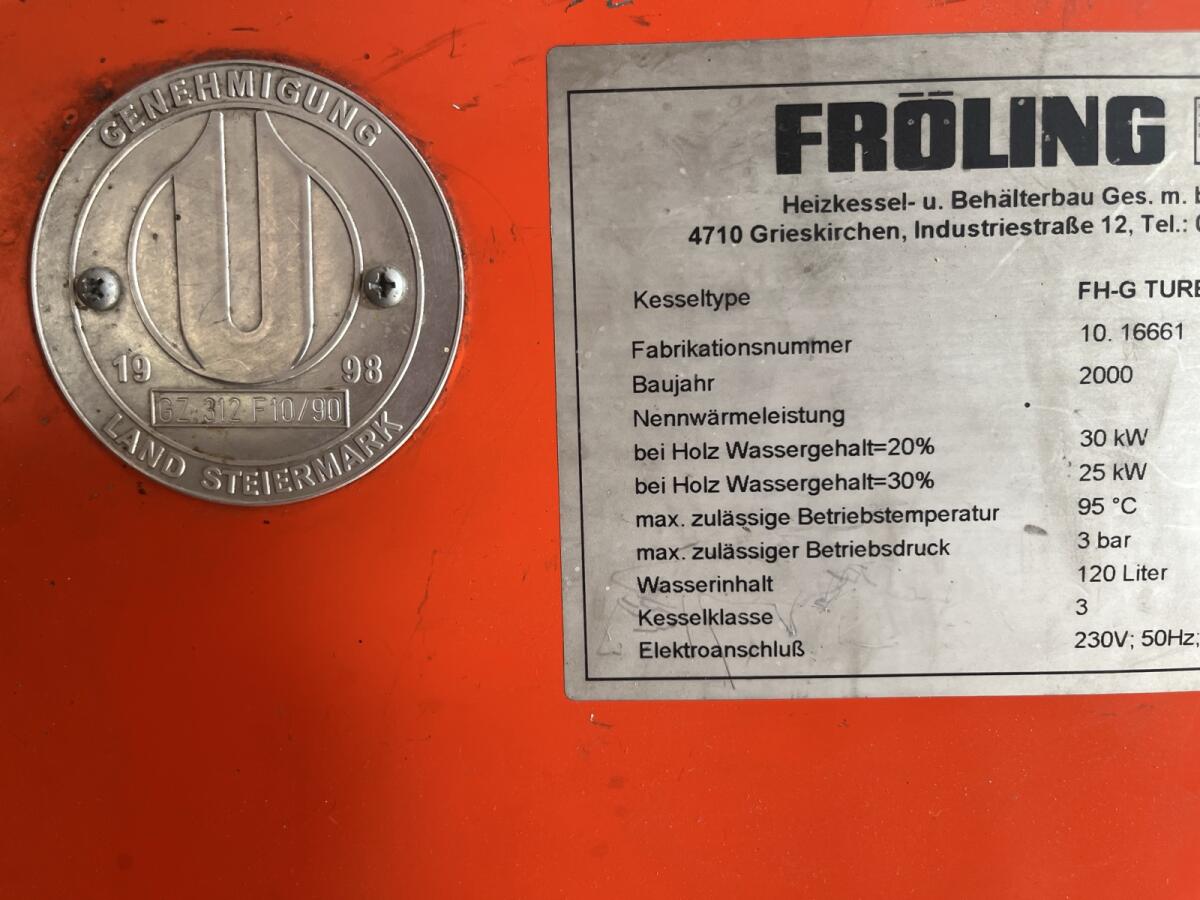 GENEHMIGUNG
19 98
GZ: 312 F10/90
LAND STEIERMARK
FRÖLING
Heizkessel- u. Behälterbau Ges. m. b
4710 Grieskirchen, Industriestraße 12, Tel.: 0
Kesseltype FH-G TURB
Fabrikationsnummer 10. 16661
Baujahr 2000
Nennwärmeleistung
bei Holz Wassergehalt=20% 30 kW
bei Holz Wassergehalt=30% 25 kW
max. zulässige Betriebstemperatur 95 °C
max. zulässiger Betriebsdruck 3 bar
Wasserinhalt 120 Liter
Kesselklasse 3
Elektroanschluß 230V; 50Hz;